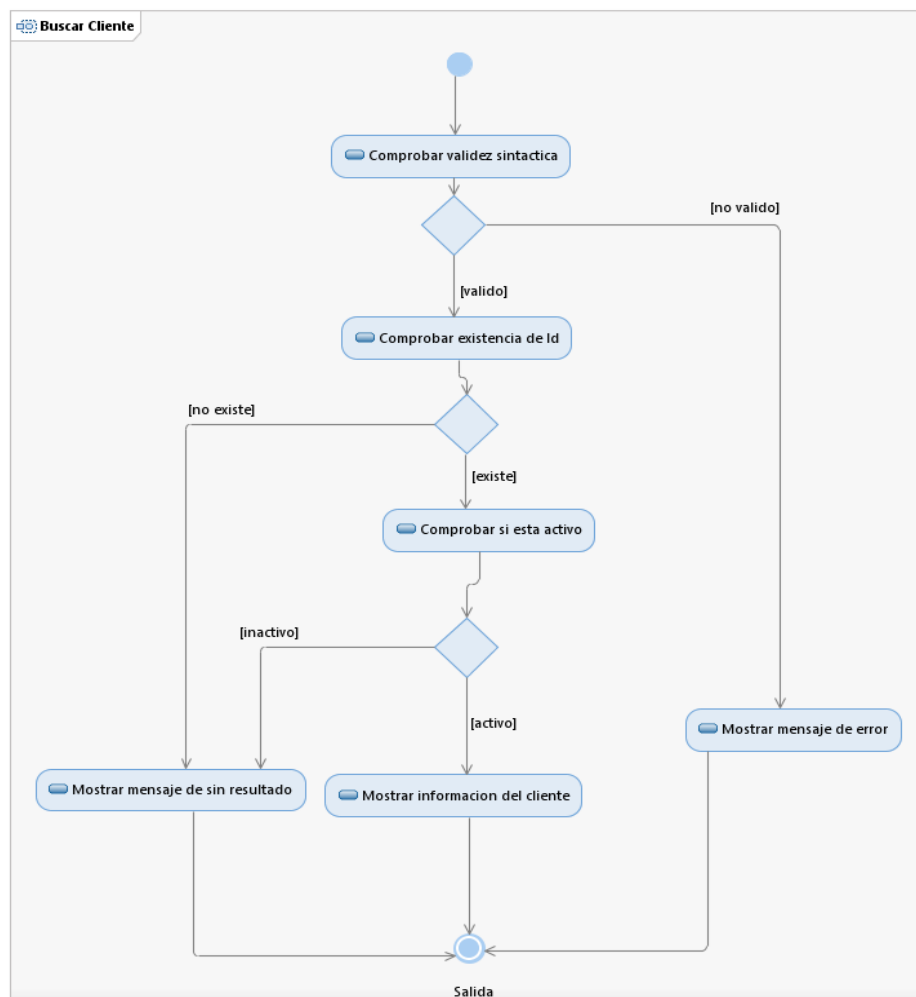 Buscar Cliente
Comprobar validez sintactica
[no valido]
[valido]
Comprobar existencia de Id
[no existe]
[existe]
Comprobar si esta activo
[inactivo]
[activo]
Mostrar mensaje de error
Mostrar mensaje de sin resultado
Mostrar informacion del cliente
Salida